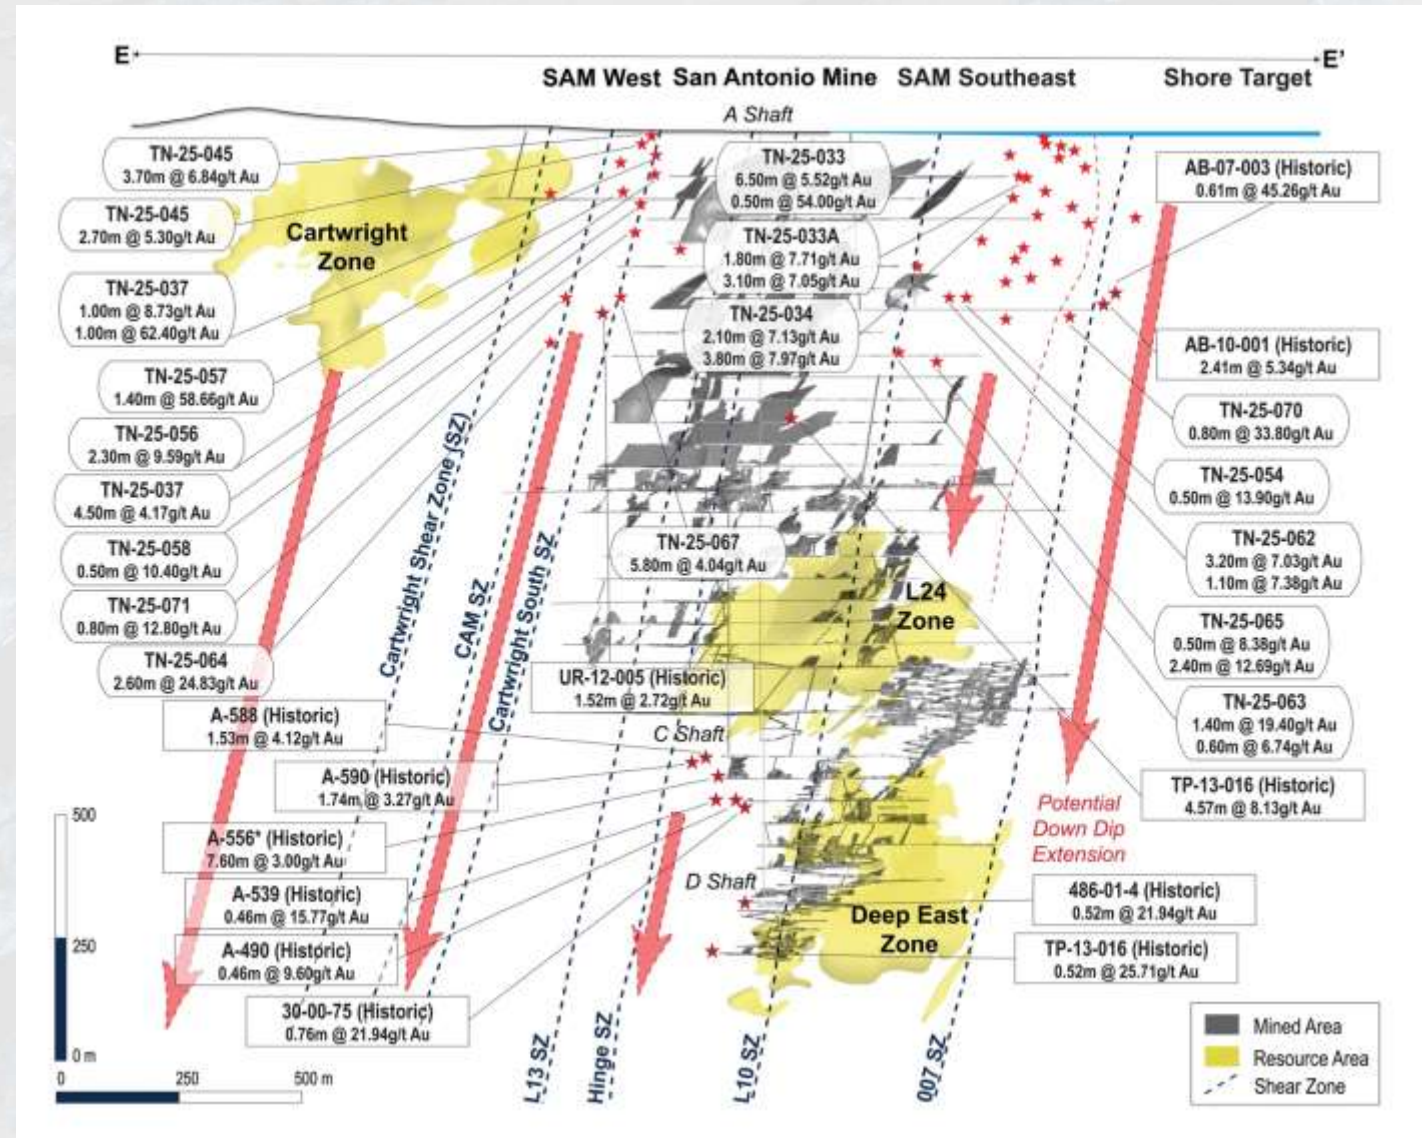 E
E'
SAM West
San Antonio Mine
SAM Southeast
Shore Target
A Shaft
TN-25-045
3.70m @ 6.84g/t Au
TN-25-045
2.70m @ 5.30g/t Au
Cartwright
Zone
TN-25-037
1.00m @ 8.73g/t Au
1.00m @ 62.40g/t Au
TN-25-057
1.40m @ 58.66g/t Au
TN-25-056
2.30m @ 9.59g/t Au
TN-25-037
4.50m @ 4.17g/t Au
TN-25-058
0.50m @ 10.40g/t Au
TN-25-071
0.80m @ 12.80g/t Au
TN-25-064
2.60m @ 24.83g/t Au
A-588 (Historic)
1.53m @ 4.12g/t Au
A-590 (Historic)
1.74m @ 3.27g/t Au
A-556* (Historic)
7.60m @ 3.00g/t Au
A-539 (Historic)
0.46m @ 15.77g/t Au
A-490 (Historic)
0.46m @ 9.60g/t Au
30-00-75 (Historic)
0.76m @ 21.94g/t Au
TN-25-033
6.50m @ 5.52g/t Au
0.50m @ 54.00g/t Au
TN-25-033A
1.80m @ 7.71g/t Au
3.10m @ 7.05g/t Au
TN-25-034
2.10m @ 7.13g/t Au
3.80m @ 7.97g/t Au
TN-25-067
5.80m @ 4.04g/t Au
UR-12-005 (Historic)
1.52m @ 2.72g/t Au
C Shaft
D Shaft
L24
Zone
Deep East
Zone
AB-07-003 (Historic)
0.61m @ 45.26g/t Au
AB-10-001 (Historic)
2.41m @ 5.34g/t Au
TN-25-070
0.80m @ 33.80g/t Au
TN-25-054
0.50m @ 13.90g/t Au
TN-25-062
3.20m @ 7.03g/t Au
1.10m @ 7.38g/t Au
TN-25-065
0.50m @ 8.38g/t Au
2.40m @ 12.69g/t Au
TN-25-063
1.40m @ 19.40g/t Au
0.60m @ 6.74g/t Au
TP-13-016 (Historic)
4.57m @ 8.13g/t Au
Potential
Down Dip
Extension
486-01-4 (Historic)
0.52m @ 21.94g/t Au
TP-13-016 (Historic)
0.52m @ 25.71g/t Au
Cartwright Shear Zone (SZ)
CAM SZ
Cartwright South SZ
L13 SZ
Hinge SZ
L10 SZ
007 SZ
500
250
0 m
0
250
500 m
Mined Area
Resource Area
Shear Zone